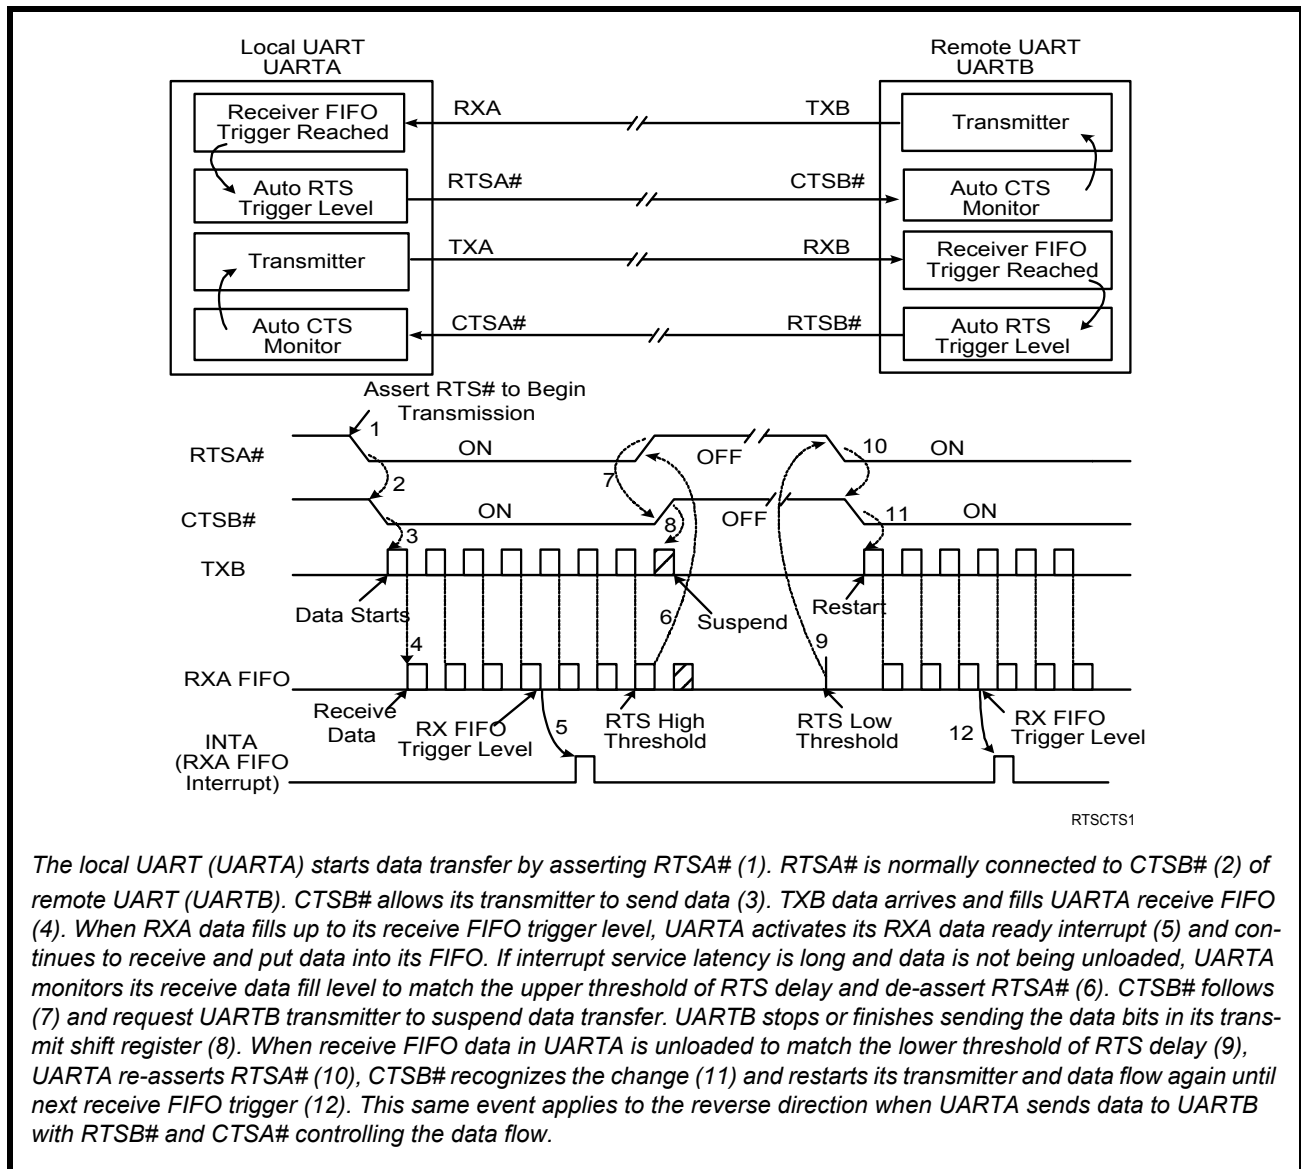 Local UART
UARTA
Remote UART
UARTB
Receiver FIFO
Trigger Reached
RXA
TXB
Transmitter
Auto RTS
Trigger Level
RTSA#
CTSB#
Auto CTS
Monitor
Transmitter
TXA
RXB
Receiver FIFO
Trigger Reached
Auto CTS
Monitor
CTSA#
RTSB#
Auto RTS
Trigger Level
Assert RTS# to Begin
Transmission
1
RTSA#
ON
7
OFF
10
ON
2
CTSB#
ON
8
OFF
11
ON
3
TXB
Data Starts
6
Suspend
Restart
4
9
RXA FIFO
Receive
Data
RX FIFO
Trigger Level
5
RTS High
Threshold
RTS Low
Threshold
12
RX FIFO
Trigger Level
INTA
(RXA FIFO
Interrupt)
RTSCTS1
The local UART (UARTA) starts data transfer by asserting RTSA# (1). RTSA# is normally connected to CTSB# (2) of
remote UART (UARTB). CTSB# allows its transmitter to send data (3). TXB data arrives and fills UARTA receive FIFO
(4). When RXA data fills up to its receive FIFO trigger level, UARTA activates its RXA data ready interrupt (5) and con-
tinues to receive and put data into its FIFO. If interrupt service latency is long and data is not being unloaded, UARTA
monitors its receive data fill level to match the upper threshold of RTS delay and de-assert RTSA# (6). CTSB# follows
(7) and request UARTB transmitter to suspend data transfer. UARTB stops or finishes sending the data bits in its trans-
mit shift register (8). When receive FIFO data in UARTA is unloaded to match the lower threshold of RTS delay (9),
UARTA re-asserts RTSA# (10), CTSB# recognizes the change (11) and restarts its transmitter and data flow again until
next receive FIFO trigger (12). This same event applies to the reverse direction when UARTA sends data to UARTB
with RTSB# and CTSA# controlling the data flow.